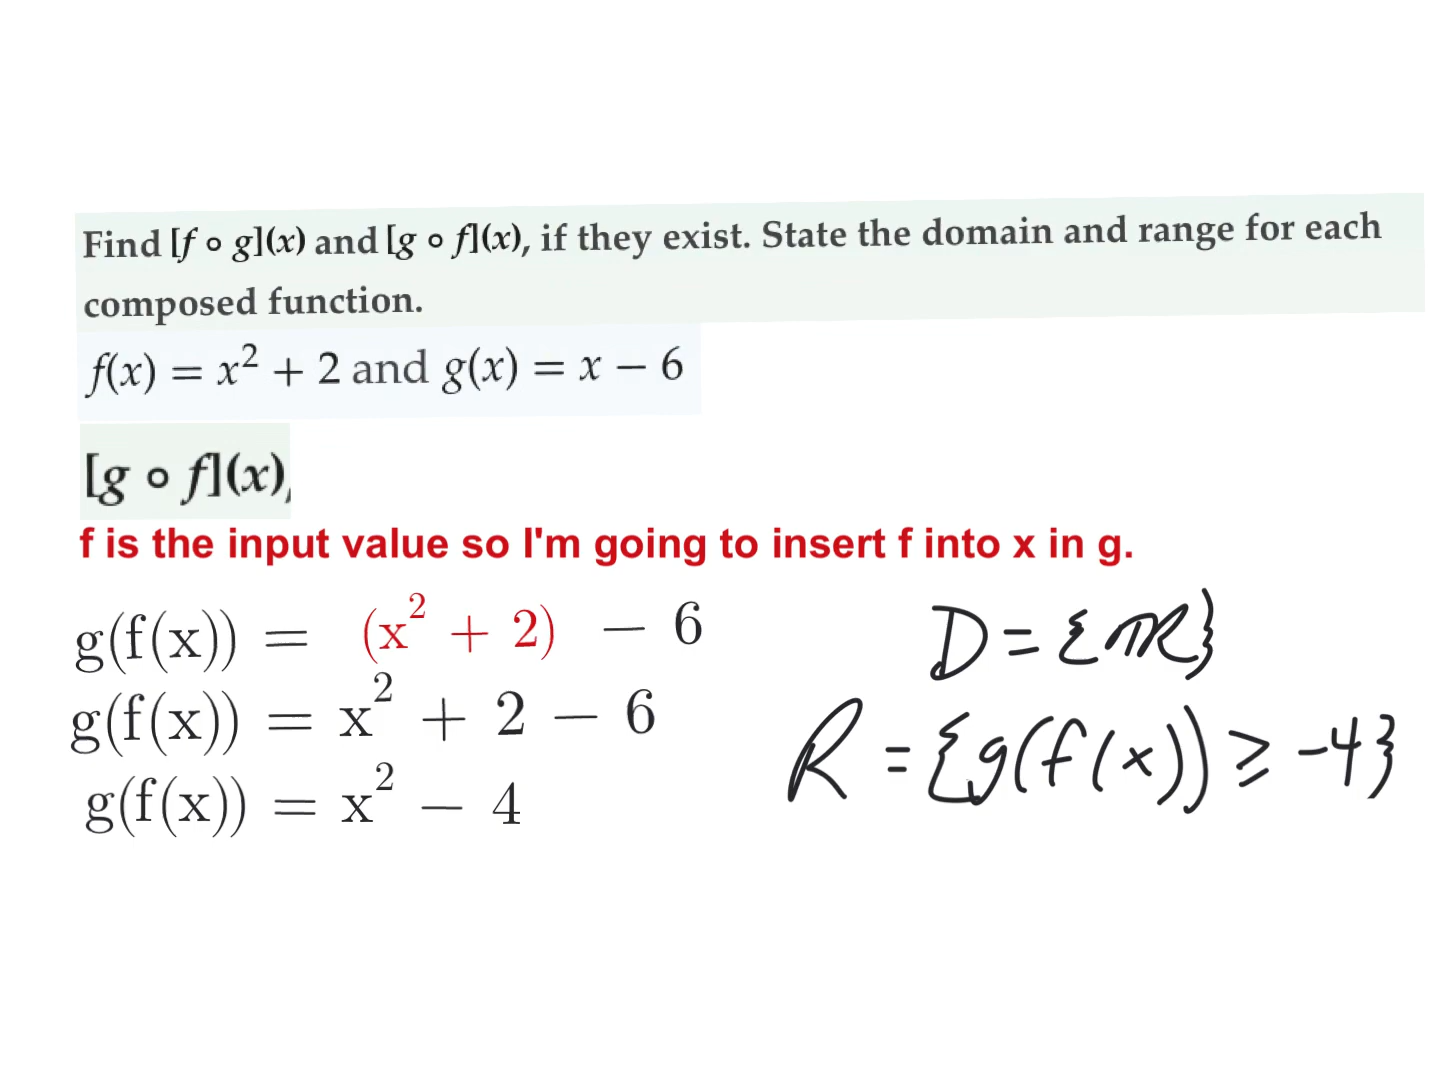 Find [f ∘ g](x) and [g ∘ f](x), if they exist. State the domain and range for each
composed function.
f(x) = x² + 2 and g(x) = x − 6
[g ∘ f](x),
f is the input value so I'm going to insert f into x in g.
g(f(x)) = (x² + 2) − 6
D = {ℝ}
g(f(x)) = x² + 2 − 6
R = {g(f(x)) ≥ -4}
g(f(x)) = x² − 4